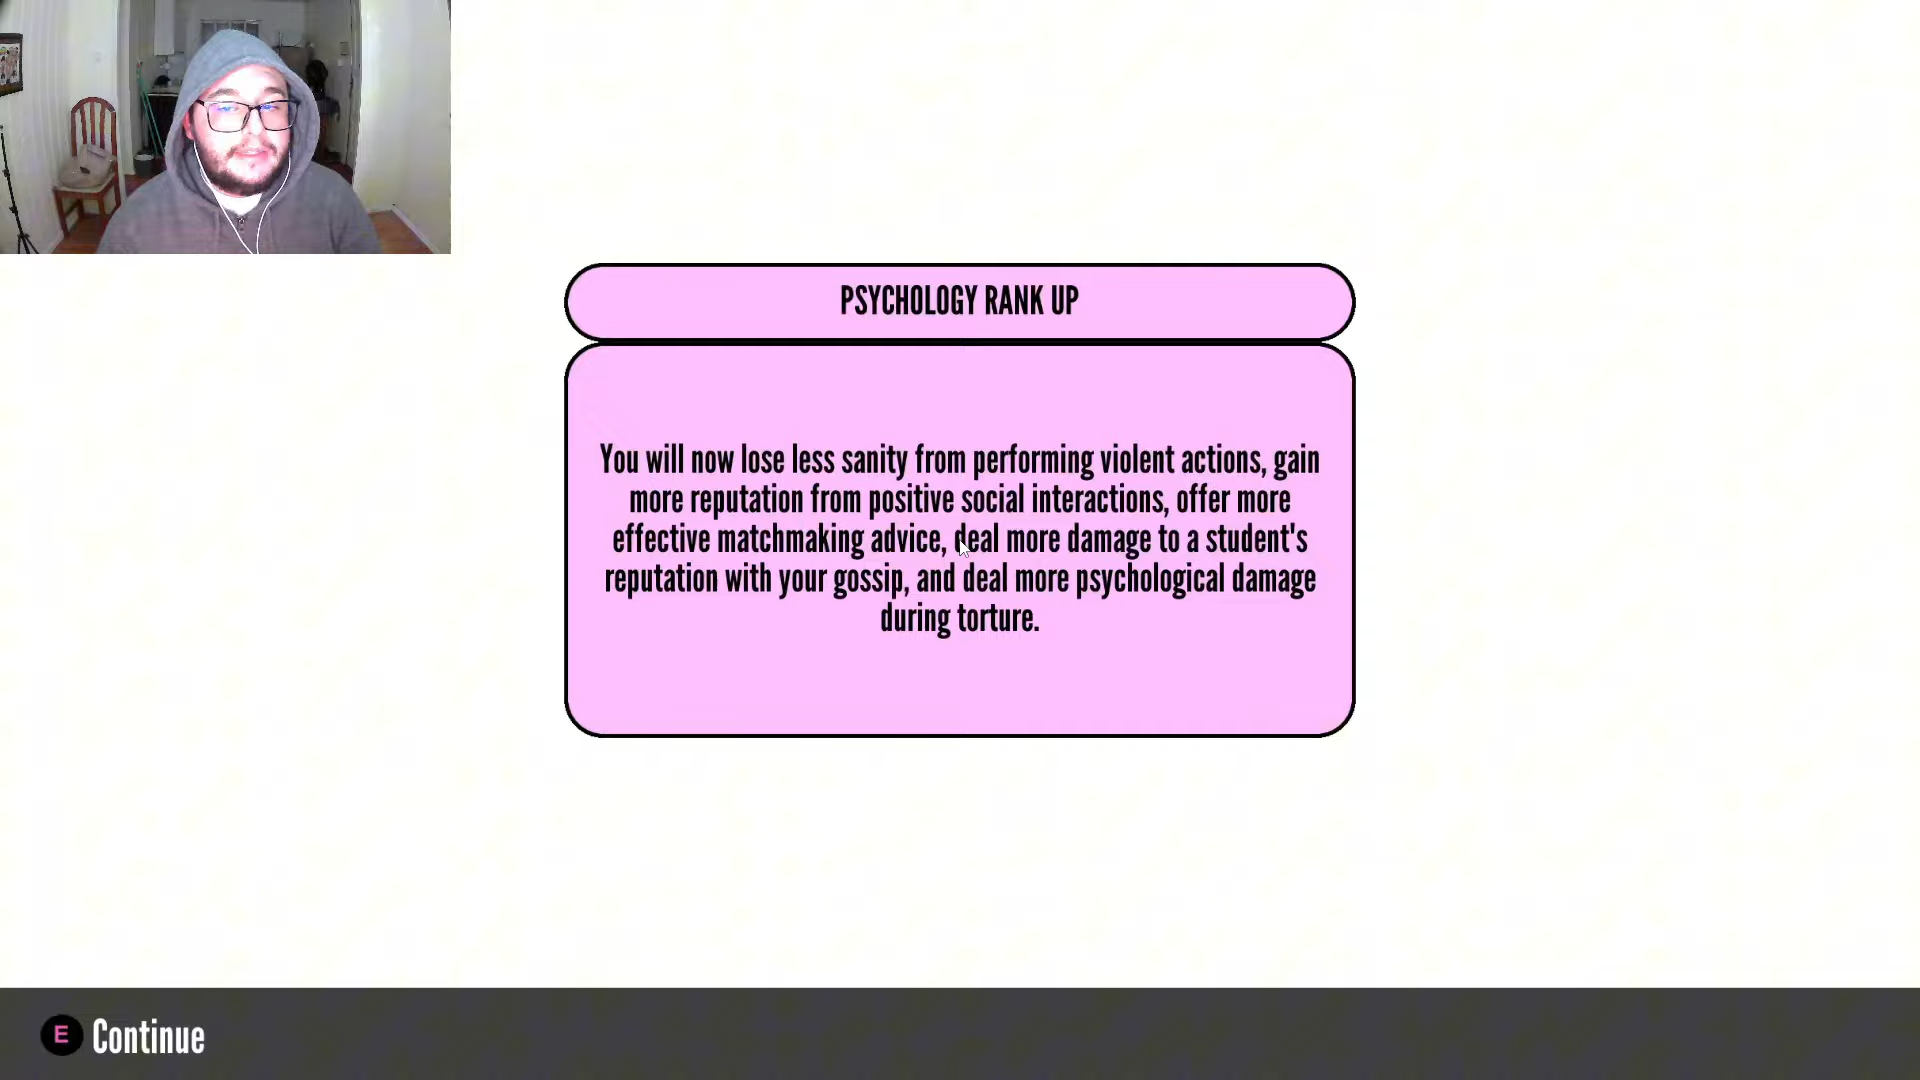 PSYCHOLOGY RANK UP
You will now lose less sanity from performing violent actions, gain
more reputation from positive social interactions, offer more
effective matchmaking advice, deal more damage to a student's
reputation with your gossip, and deal more psychological damage
during torture.
E Continue